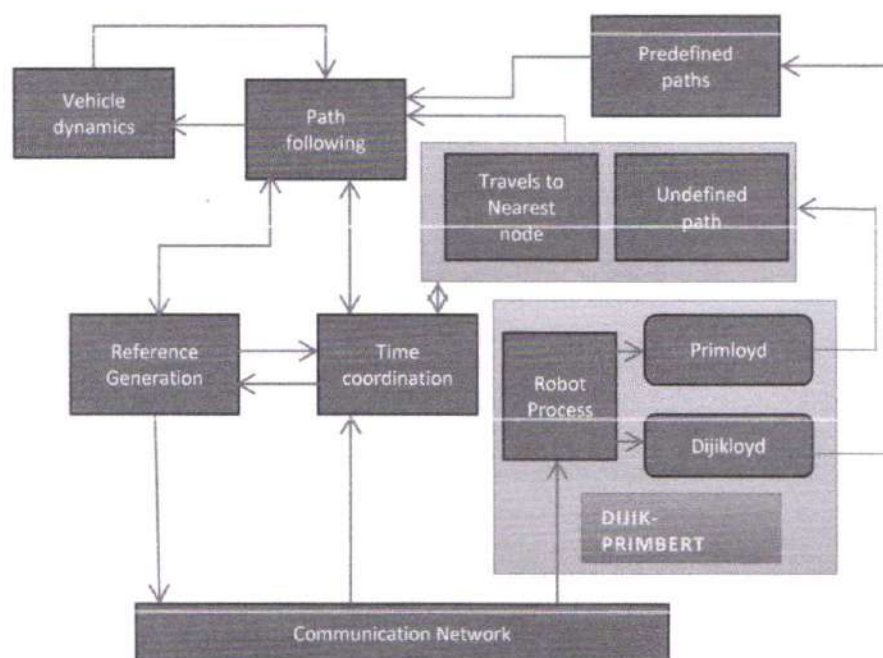 Predefined
paths
Vehicle
dynamics
Path
following
Travels to
Nearest
node
Undefined
path
Reference
Generation
Time
coordination
Robot
Process
Primloyd
Dijikloyd
DIJIK-
PRIMBERT
Communication Network